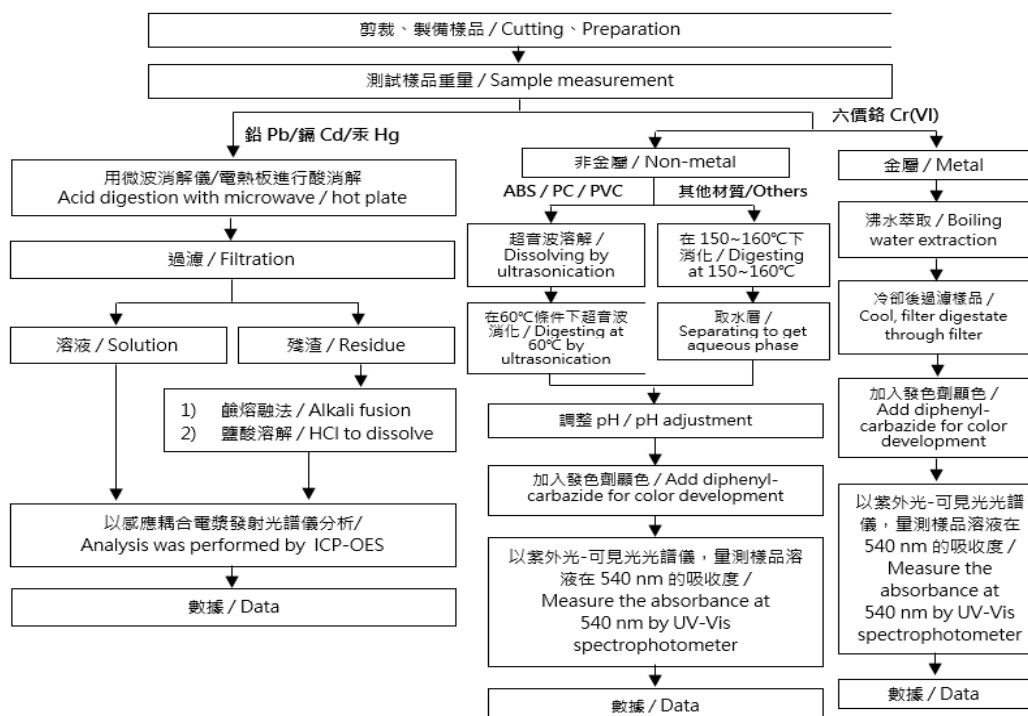 剪裁、製備樣品 / Cutting、Preparation
測試樣品重量 / Sample measurement
鉛 Pb/鎘 Cd/汞 Hg
六價鉻 Cr(VI)
用微波消解儀/電熱板進行酸消解
Acid digestion with microwave / hot plate
過濾 / Filtration
溶液 / Solution
殘渣 / Residue
1) 鹼熔融法 / Alkali fusion
2) 鹽酸溶解 / HCl to dissolve
以感應耦合電漿發射光譜儀分析/
Analysis was performed by ICP-OES
數據 / Data
非金屬 / Non-metal
ABS / PC / PVC
其他材質/Others
超音波溶解 /
Dissolving by
ultrasonication
在 150~160℃下
消化 / Digesting
at 150~160℃
在60℃條件下超音波
消化 / Digesting at
60℃ by
ultrasonication
取水層 /
Separating to get
aqueous phase
調整 pH / pH adjustment
加入發色劑顯色 / Add diphenyl-
carbazide for color development
以紫外光-可見光光譜儀，量測樣品溶
液在 540 nm 的吸收度 /
Measure the absorbance at
540 nm by UV-Vis
spectrophotometer
數據 / Data
金屬 / Metal
沸水萃取 / Boiling
water extraction
冷卻後過濾樣品 /
Cool, filter digestate
through filter
加入發色劑顯色 /
Add diphenyl-
carbazide for color
development
以紫外光-可見光光譜
儀，量測樣品溶液在
540 nm 的吸收度 /
Measure the
absorbance at
540 nm by UV-Vis
spectrophotometer
數據 / Data